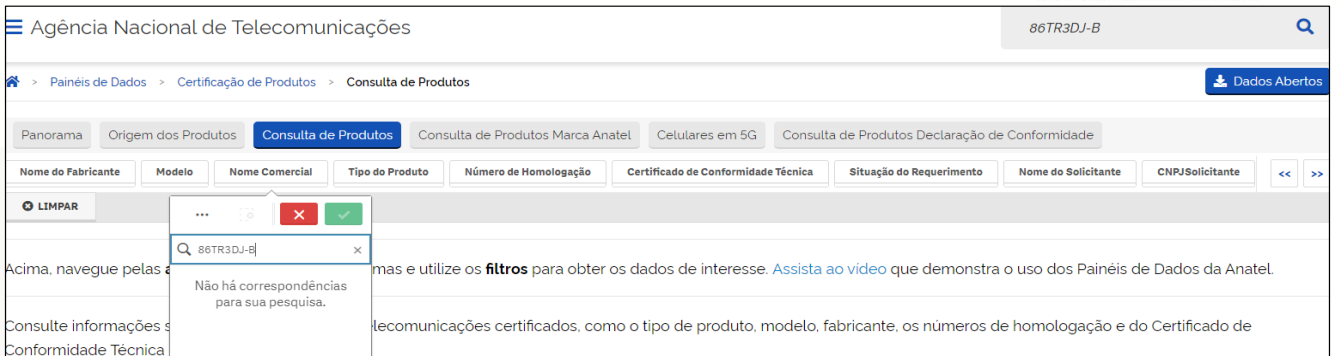 Agência Nacional de Telecomunicações
86TR3DJ-B
> Painéis de Dados > Certificação de Produtos > Consulta de Produtos
Dados Abertos
Panorama Origem dos Produtos Consulta de Produtos Consulta de Produtos Marca Anatel Celulares em 5G Consulta de Produtos Declaração de Conformidade
Nome do Fabricante Modelo Nome Comercial Tipo do Produto Número de Homologação Certificado de Conformidade Técnica Situação do Requerimento Nome do Solicitante CNPJSolicitante << >>
LIMPAR
...
86TR3DJ-B
Acima, navegue pelas a mas e utilize os filtros para obter os dados de interesse. Assista ao vídeo que demonstra o uso dos Painéis de Dados da Anatel.
Não há correspondências
para sua pesquisa.
Consulte informações s lecomunicações certificados, como o tipo de produto, modelo, fabricante, os números de homologação e do Certificado de
Conformidade Técnica